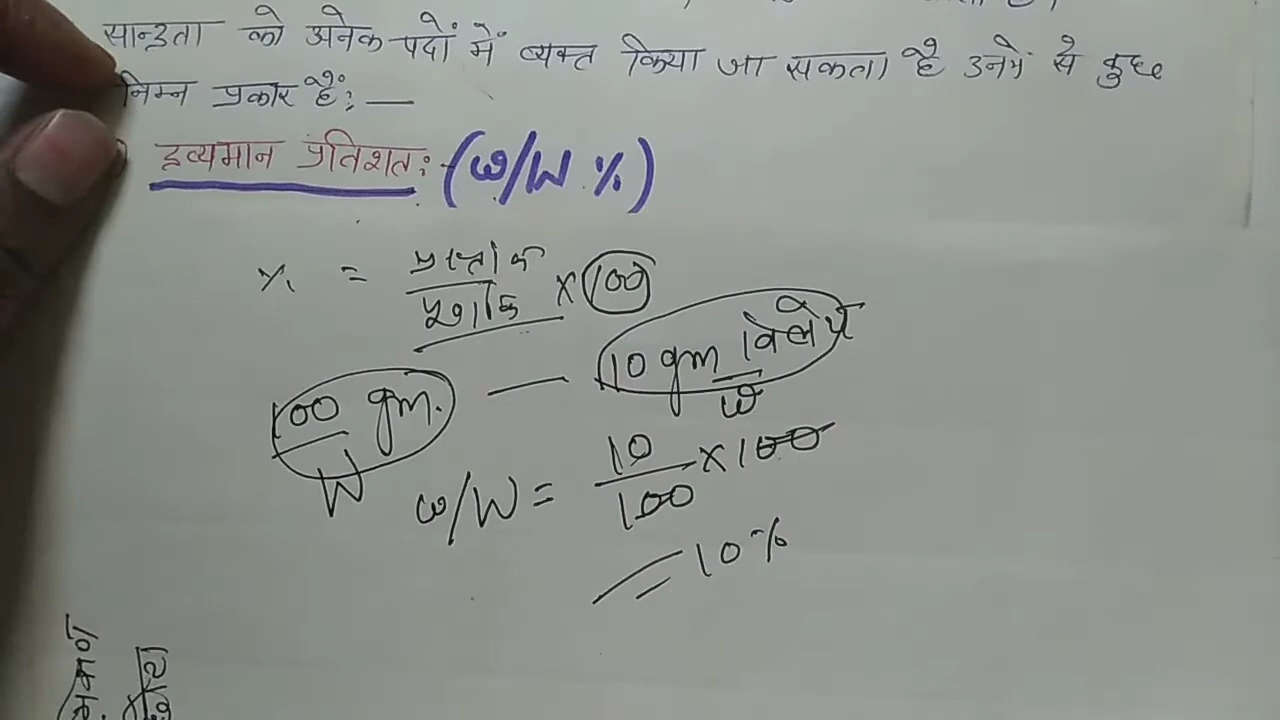 सान्द्रता को अनेक पदों में व्यक्त किया जा सकता है उनमें से कुछ
निम्न प्रकार हैं: —
द्रव्यमान प्रतिशत: (w/W %)
% = प्राप्तांक / पूर्णांक × 100
100 gm. — 10 gm विलेय
W w
w/W = 10/100 × 100
= 10 %